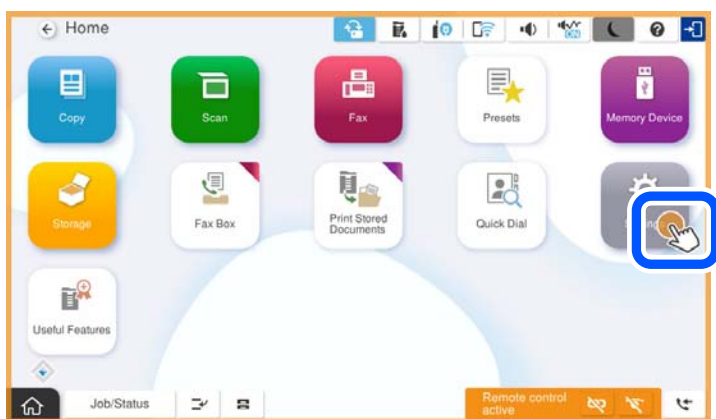 Home
ON
Copy
Scan
Fax
Presets
Memory Device
Storage
Fax Box
Print Stored
Documents
Quick Dial
Useful Features
Job/Status
Remote control
active